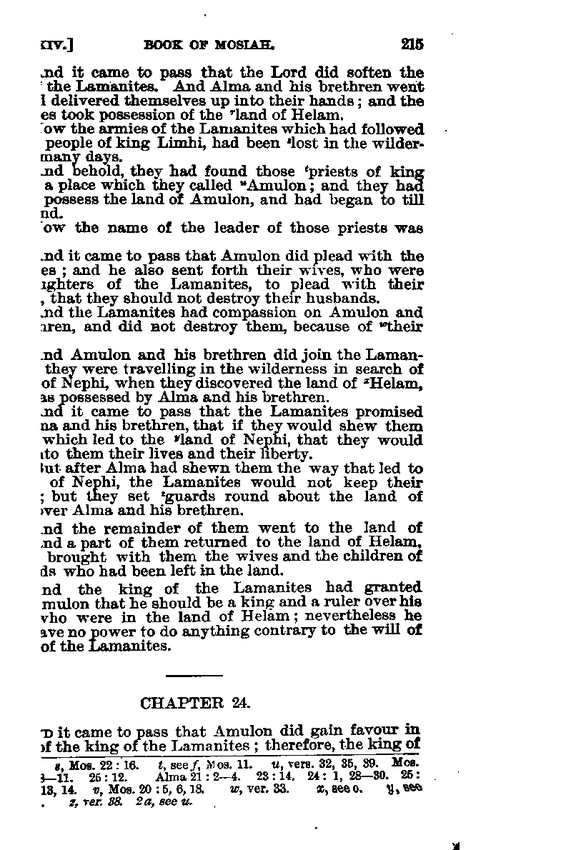 XIV.] BOOK OF MOSIAH. 215
nd it came to pass that the Lord did soften the
the Lamanites. And Alma and his brethren went
delivered themselves up into their hands; and the
es took possession of the ʳland of Helam.
ow the armies of the Lamanites which had followed
people of king Limhi, had been ˢlost in the wilder-
many days.
nd behold, they had found those ᵗpriests of king
a place which they called ᵘAmulon; and they had
possess the land of Amulon, and had began to till
nd.
ow the name of the leader of those priests was
nd it came to pass that Amulon did plead with the
es; and he also sent forth their wives, who were
ighters of the Lamanites, to plead with their
, that they should not destroy their husbands.
nd the Lamanites had compassion on Amulon and
iren, and did not destroy them, because of ʷtheir
nd Amulon and his brethren did join the Laman-
they were travelling in the wilderness in search of
of Nephi, when they discovered the land of ˣHelam,
as possessed by Alma and his brethren.
nd it came to pass that the Lamanites promised
na and his brethren, that if they would shew them
which led to the ʸland of Nephi, that they would
to them their lives and their liberty.
ut after Alma had shewn them the way that led to
of Nephi, the Lamanites would not keep their
; but they set ᶻguards round about the land of
ver Alma and his brethren.
nd the remainder of them went to the land of
nd a part of them returned to the land of Helam,
brought with them the wives and the children of
ds who had been left in the land.
nd the king of the Lamanites had granted
mulon that he should be a king and a ruler over his
who were in the land of Helam; nevertheless he
ave no power to do anything contrary to the will of
of the Lamanites.
CHAPTER 24.
D it came to pass that Amulon did gain favour in
of the king of the Lamanites; therefore, the king of
s, Mos. 22:16. t, see f, Mos. 11. u, vers. 32, 35, 39. Mos.
—11. 25:12. Alma 21:2—4. 23:14. 24:1, 28—30. 25:
13, 14. v, Mos. 20:5, 6, 18. w, ver. 33. x, see o. y, see
z, ver. 38. 2a, see u.